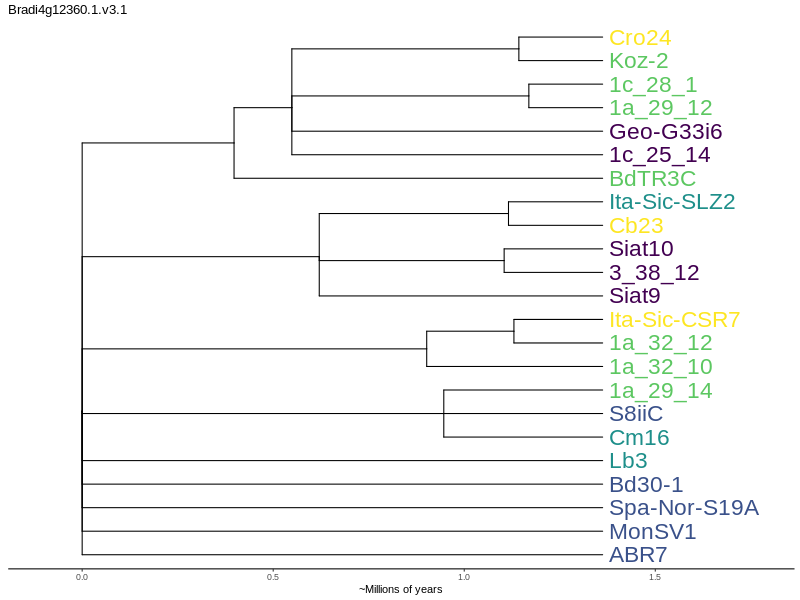 Bradi4g12360.1.v3.1
Cro24
Koz-2
1c_28_1
1a_29_12
Geo-G33i6
1c_25_14
BdTR3C
Ita-Sic-SLZ2
Cb23
Siat10
3_38_12
Siat9
Ita-Sic-CSR7
1a_32_12
1a_32_10
1a_29_14
S8iiC
Cm16
Lb3
Bd30-1
Spa-Nor-S19A
MonSV1
ABR7
0.0 0.5 1.0 1.5
~Millions of years